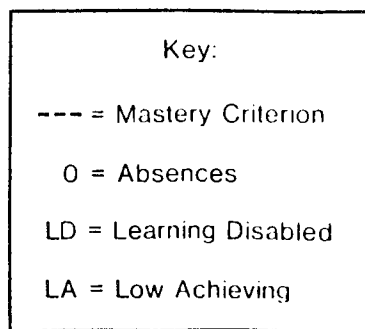 Key:
--- = Mastery Criterion
0 = Absences
LD = Learning Disabled
LA = Low Achieving